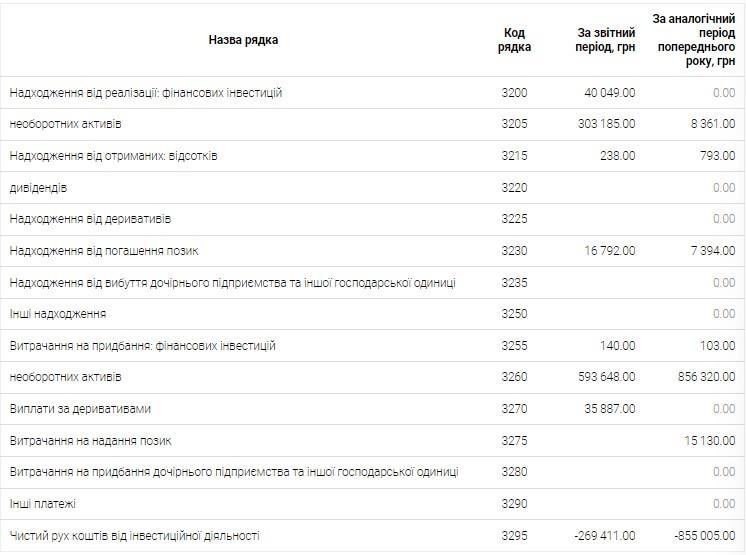 Назва рядка Код рядка За звітний період, грн За аналогічний період попереднього року, грн
Надходження від реалізації: фінансових інвестицій 3200 40 049.00 0.00
необоротних активів 3205 303 185.00 8 361.00
Надходження від отриманих: відсотків 3215 238.00 793.00
дивідендів 3220 0.00
Надходження від деривативів 3225 0.00
Надходження від погашення позик 3230 16 792.00 7 394.00
Надходження від вибуття дочірнього підприємства та іншої господарської одиниці 3235 0.00
Інші надходження 3250 0.00
Витрачання на придбання: фінансових інвестицій 3255 140.00 103.00
необоротних активів 3260 593 648.00 856 320.00
Виплати за деривативами 3270 35 887.00 0.00
Витрачання на надання позик 3275 15 130.00
Витрачання на придбання дочірнього підприємства та іншої господарської одиниці 3280 0.00
Інші платежі 3290 0.00
Чистий рух коштів від інвестиційної діяльності 3295 -269 411.00 -855 005.00